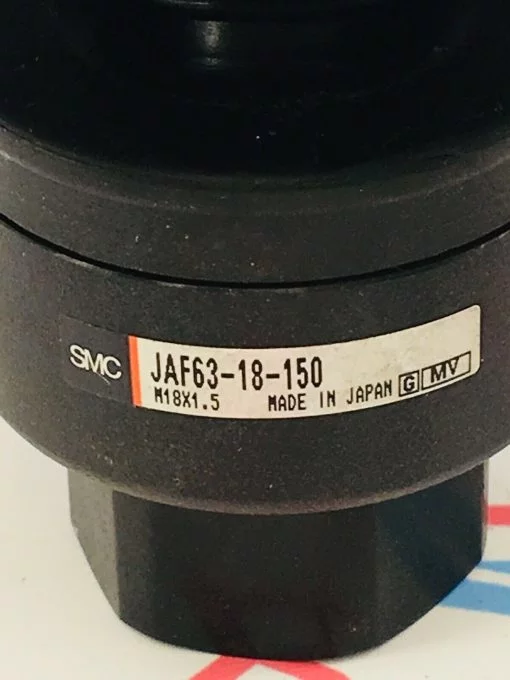 SMC JAF63-18-150
M18X1.5 MADE IN JAPAN G MV